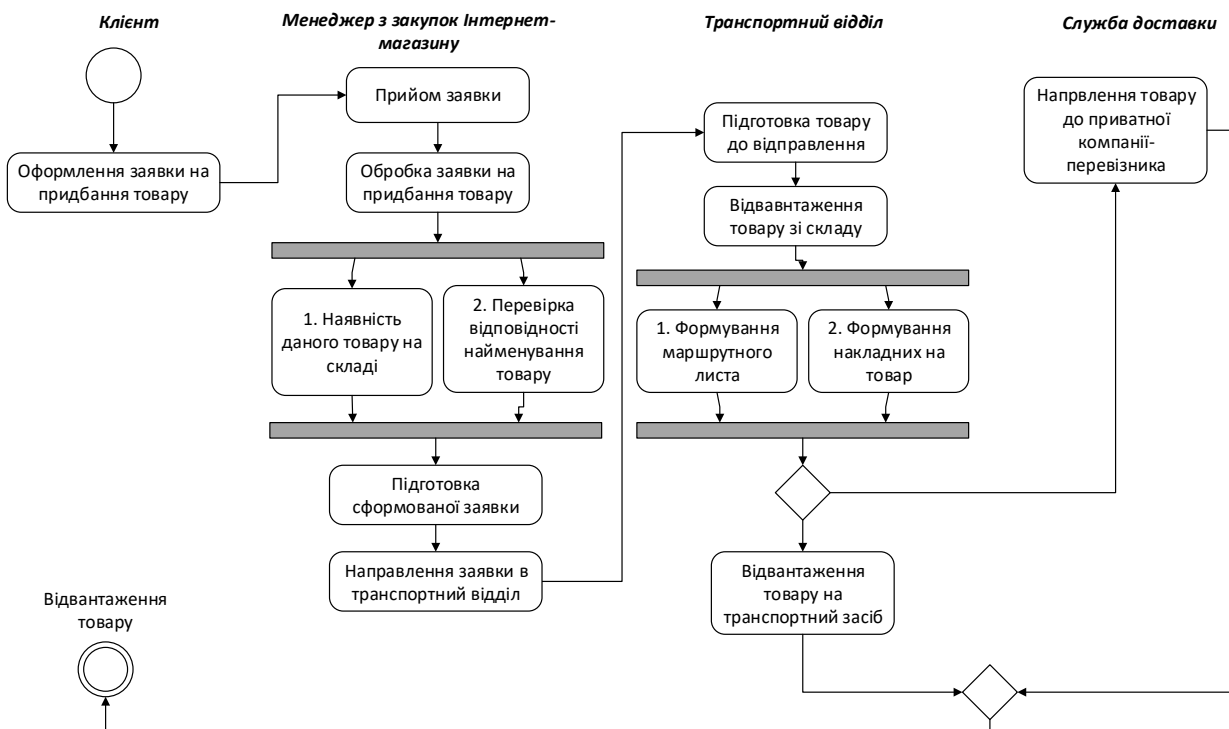 Клієнт
Менеджер з закупок Інтернет-
магазину
Транспортний відділ
Служба доставки
Прийом заявки
Оформлення заявки на
придбання товару
Обробка заявки на
придбання товару
1. Наявність
даного товару на
складі
2. Перевірка
відповідності
найменування
товару
Підготовка
сформованої заявки
Направлення заявки в
транспортний відділ
Підготовка товару
до відправлення
Відвавнтаження
товару зі складу
1. Формування
маршрутного
листа
2. Формування
накладних на
товар
Відвантаження
товару на
транспортний засіб
Напрвлення товару
до приватної
компанії-
перевізника
Відвантаження
товару